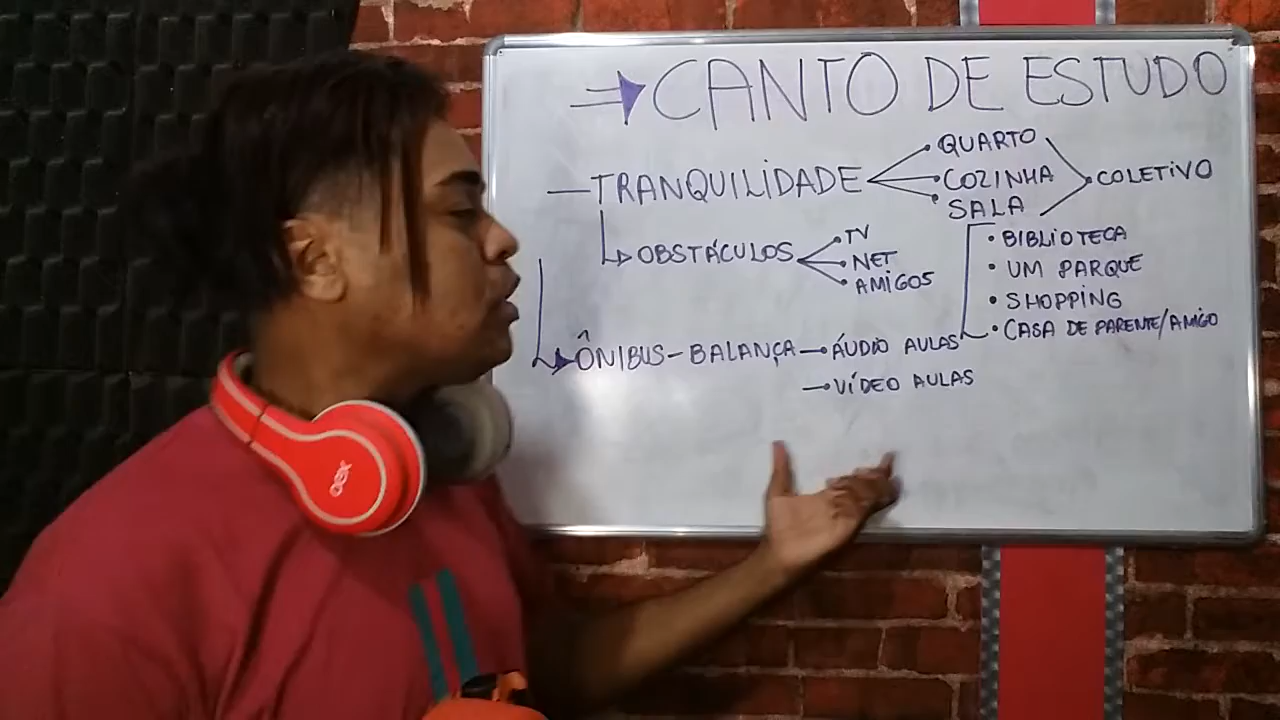 CANTO DE ESTUDO
TRANQUILIDADE
QUARTO
COZINHA
SALA
COLETIVO
OBSTÁCULOS
TV
NET
AMIGOS
BIBLIOTECA
UM PARQUE
SHOPPING
CASA DE PARENTE/AMIGO
ÔNIBUS - BALANÇA
ÁUDIO AULAS
VÍDEO AULAS
OEX